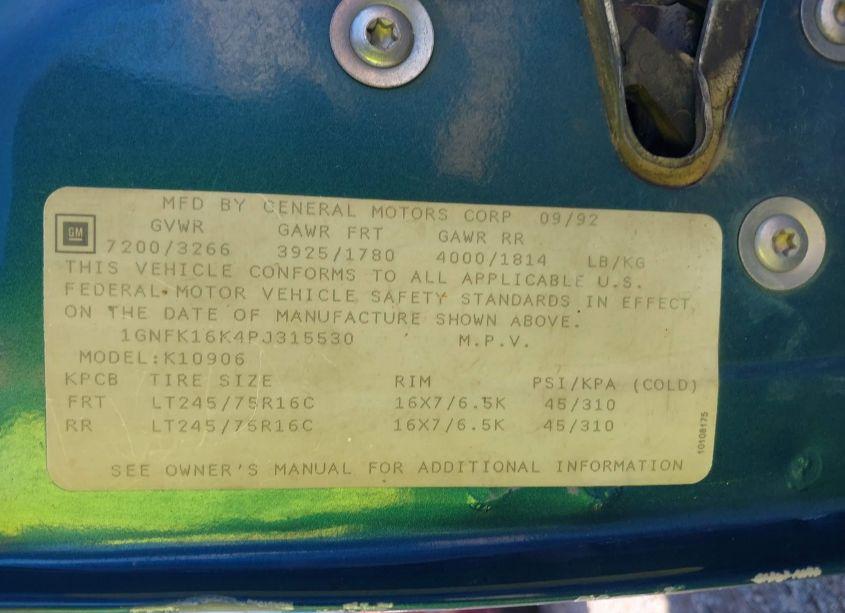 MFD BY GENERAL MOTORS CORP 09/92
GVWR GAWR FRT GAWR RR
GM
7200/3266 3925/1780 4000/1814 LB/KG
THIS VEHICLE CONFORMS TO ALL APPLICABLE U.S.
FEDERAL MOTOR VEHICLE SAFETY STANDARDS IN EFFECT
ON THE DATE OF MANUFACTURE SHOWN ABOVE.
1GNFK16K4PJ315530 M.P.V.
MODEL:K10906
KPCB TIRE SIZE RIM PSI/KPA (COLD)
FRT LT245/75R16C 16X7/6.5K 45/310
RR LT245/75R16C 16X7/6.5K 45/310
10108175
SEE OWNER'S MANUAL FOR ADDITIONAL INFORMATION